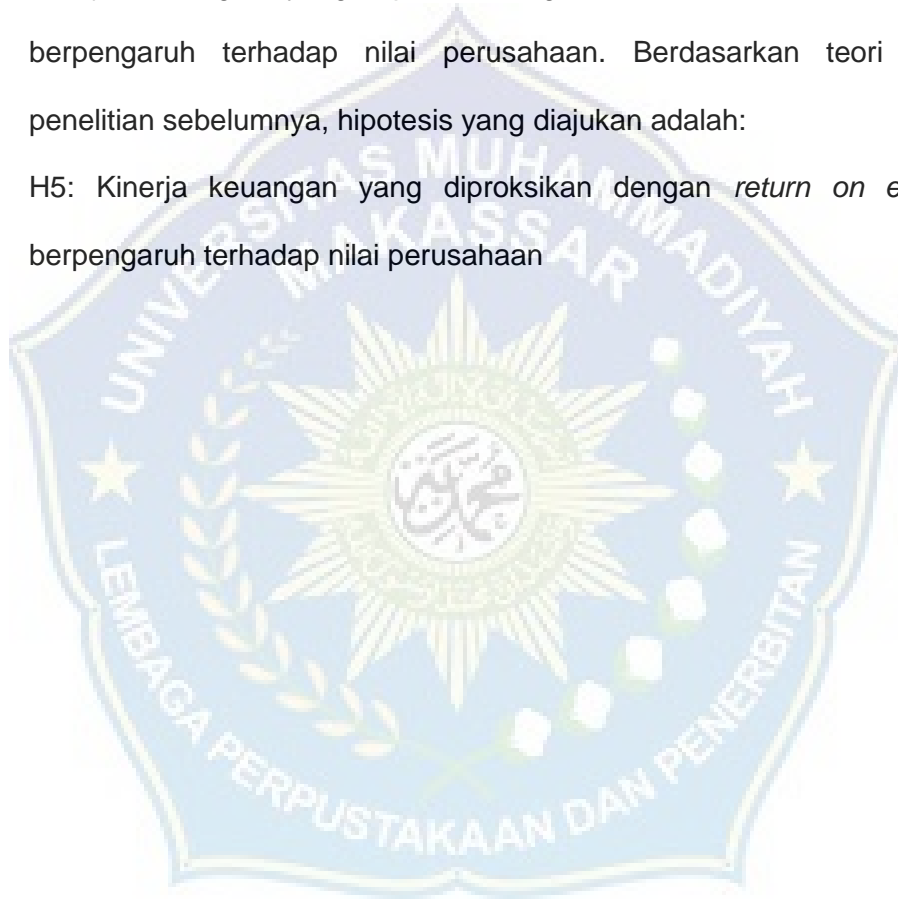 berpengaruh terhadap nilai perusahaan. Berdasarkan teori
penelitian sebelumnya, hipotesis yang diajukan adalah:
H5: Kinerja keuangan yang diproksikan dengan return on e
berpengaruh terhadap nilai perusahaan
UNIVERSITAS MUHAMMADIYAH
MAKASSAR
LEMBAGA PERPUSTAKAAN DAN PENERBITAN